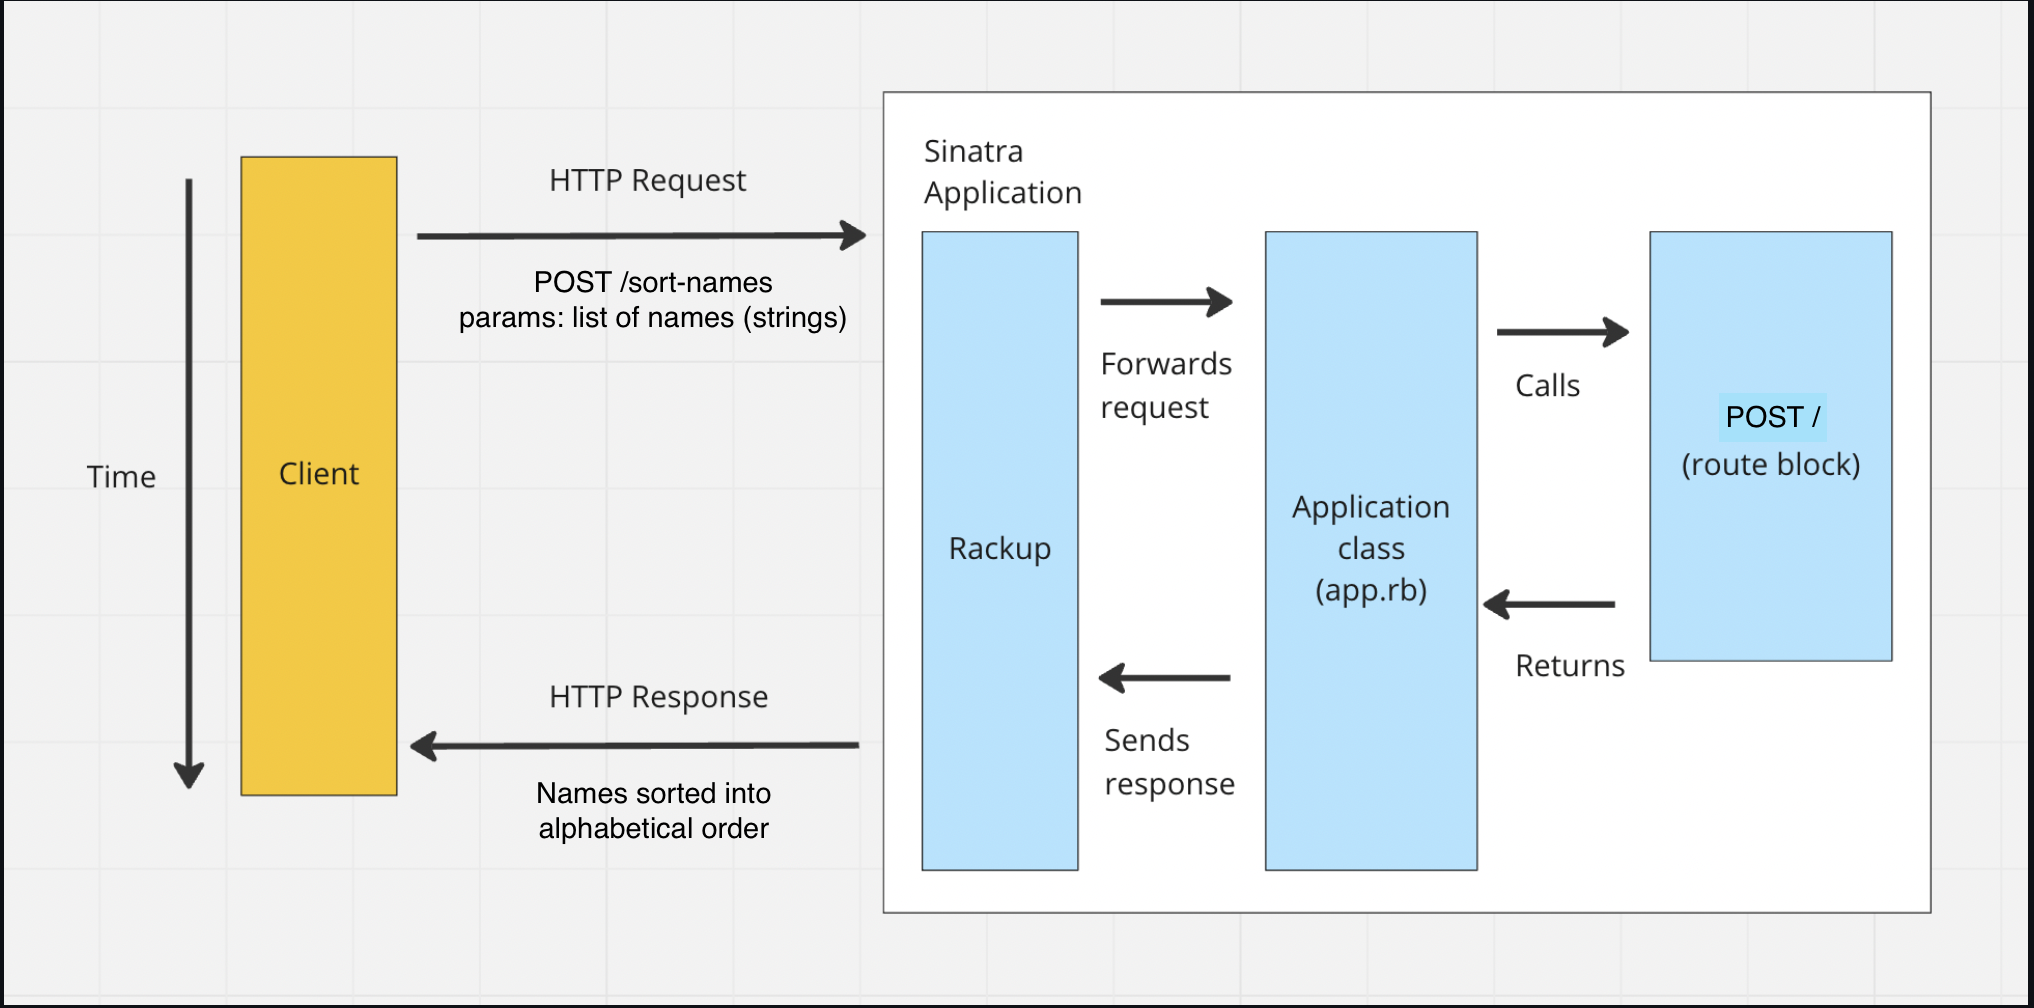 Time
Client
HTTP Request
POST /sort-names
params: list of names (strings)
HTTP Response
Names sorted into
alphabetical order
Sinatra
Application
Rackup
Forwards
request
Sends
response
Application
class
(app.rb)
Calls
Returns
POST /
(route block)